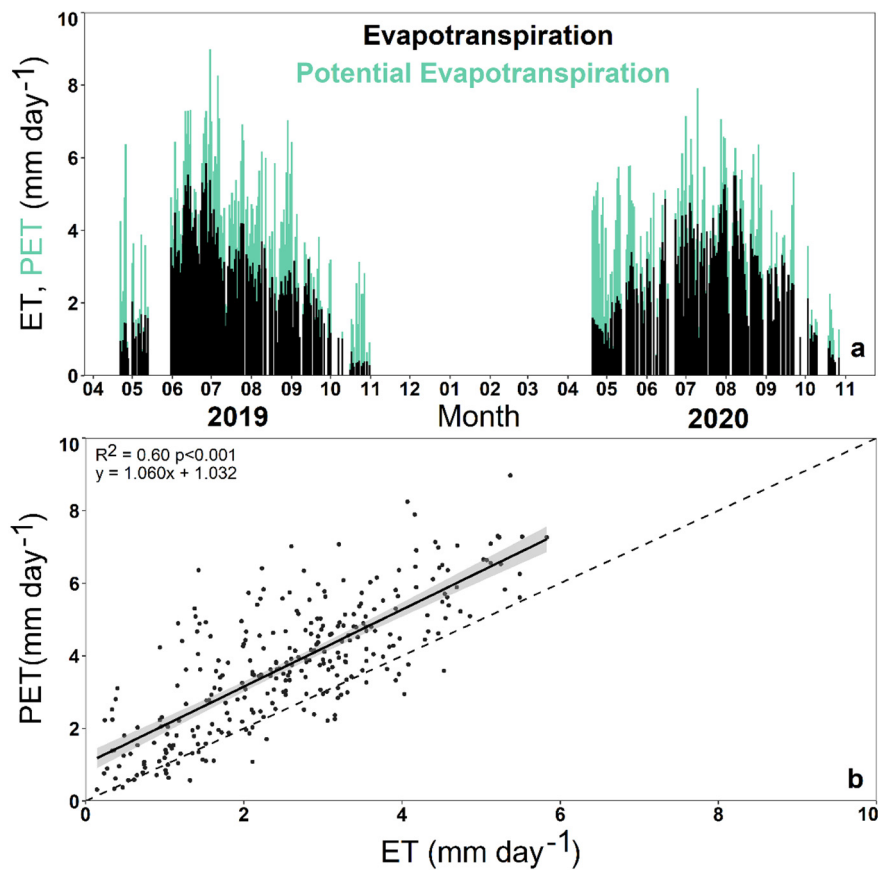 Evapotranspiration
Potential Evapotranspiration
ET, PET (mm day-1)
10
8
6
4
2
0
a
04 05 06 07 08 09 10 11 12 01 02 03 04 05 06 07 08 09 10 11
2019 Month 2020
R2 = 0.60 p<0.001
y = 1.060x + 1.032
PET(mm day-1)
10
8
6
4
2
0
b
0 2 4 6 8 10
ET (mm day-1)